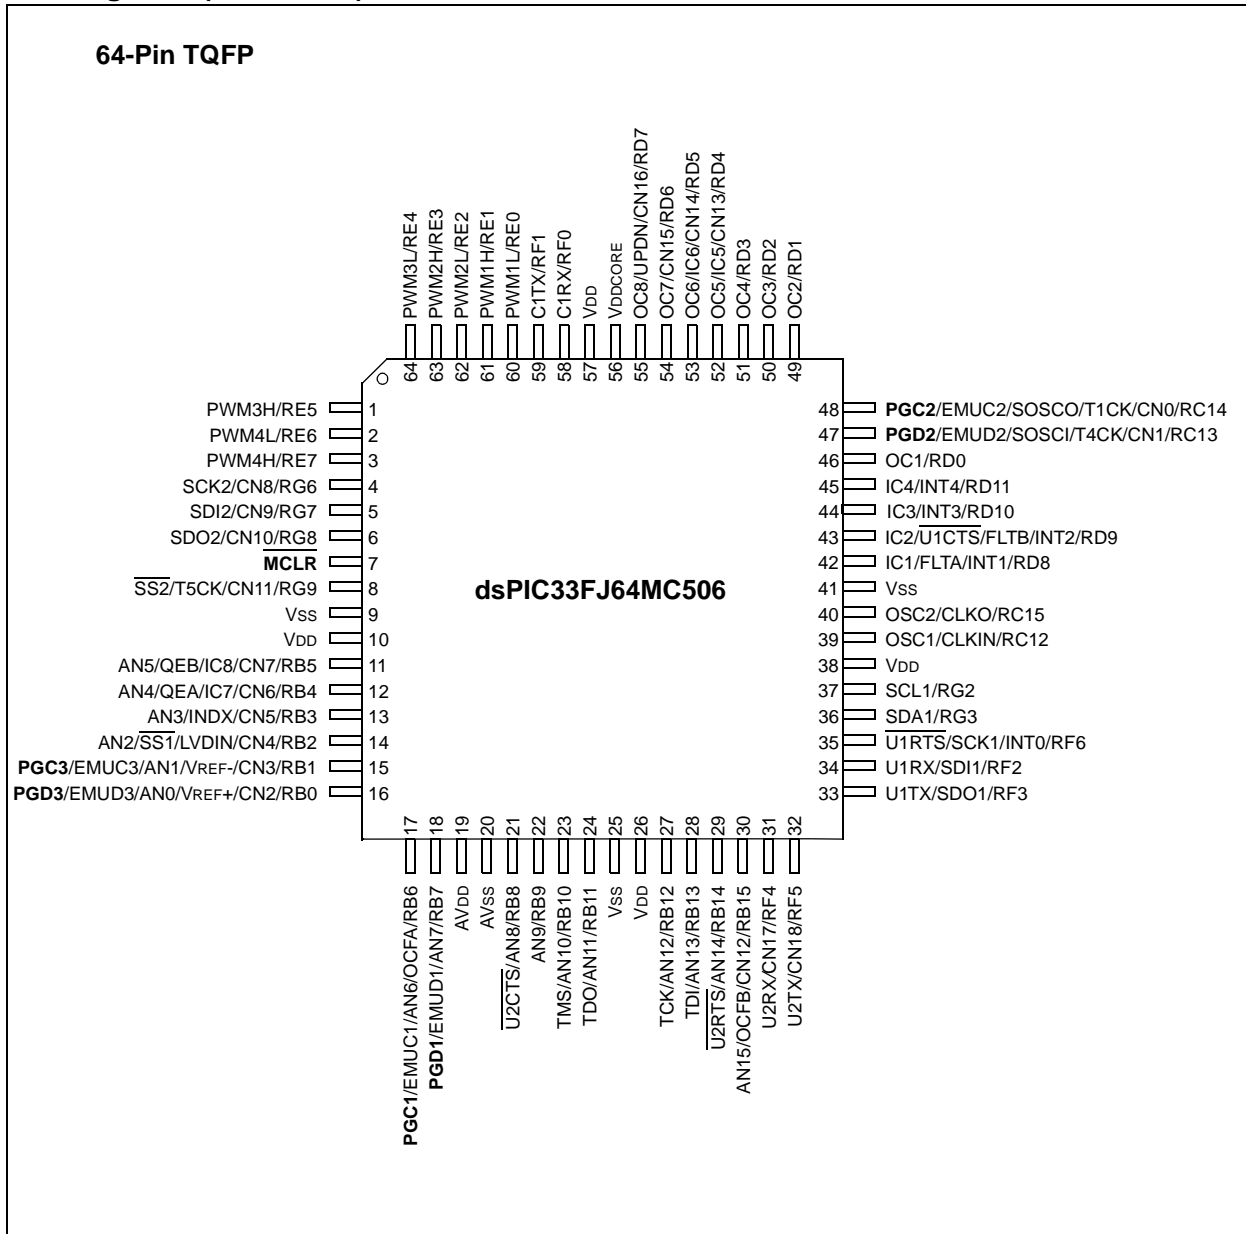 64-Pin TQFP
PWM3L/RE4
PWM2H/RE3
PWM2L/RE2
PWM1H/RE1
PWM1L/RE0
C1TX/RF1
C1RX/RF0
VDD
VDDCORE
OC8/UPDN/CN16/RD7
OC7/CN15/RD6
OC6/IC6/CN14/RD5
OC5/IC5/CN13/RD4
OC4/RD3
OC3/RD2
OC2/RD1
64 63 62 61 60 59 58 57 56 55 54 53 52 51 50 49
PWM3H/RE5 1
PWM4L/RE6 2
PWM4H/RE7 3
SCK2/CN8/RG6 4
SDI2/CN9/RG7 5
SDO2/CN10/RG8 6
MCLR 7
SS2/T5CK/CN11/RG9 8
VSS 9
VDD 10
AN5/QEB/IC8/CN7/RB5 11
AN4/QEA/IC7/CN6/RB4 12
AN3/INDX/CN5/RB3 13
AN2/SS1/LVDIN/CN4/RB2 14
PGC3/EMUC3/AN1/VREF-/CN3/RB1 15
PGD3/EMUD3/AN0/VREF+/CN2/RB0 16
dsPIC33FJ64MC506
48 PGC2/EMUC2/SOSCO/T1CK/CN0/RC14
47 PGD2/EMUD2/SOSCI/T4CK/CN1/RC13
46 OC1/RD0
45 IC4/INT4/RD11
44 IC3/INT3/RD10
43 IC2/U1CTS/FLTB/INT2/RD9
42 IC1/FLTA/INT1/RD8
41 VSS
40 OSC2/CLKO/RC15
39 OSC1/CLKIN/RC12
38 VDD
37 SCL1/RG2
36 SDA1/RG3
35 U1RTS/SCK1/INT0/RF6
34 U1RX/SDI1/RF2
33 U1TX/SDO1/RF3
17 18 19 20 21 22 23 24 25 26 27 28 29 30 31 32
PGC1/EMUC1/AN6/OCFA/RB6
PGD1/EMUD1/AN7/RB7
AVDD
AVSS
U2CTS/AN8/RB8
AN9/RB9
TMS/AN10/RB10
TDO/AN11/RB11
VSS
VDD
TCK/AN12/RB12
TDI/AN13/RB13
U2RTS/AN14/RB14
AN15/OCFB/CN12/RB15
U2RX/CN17/RF4
U2TX/CN18/RF5